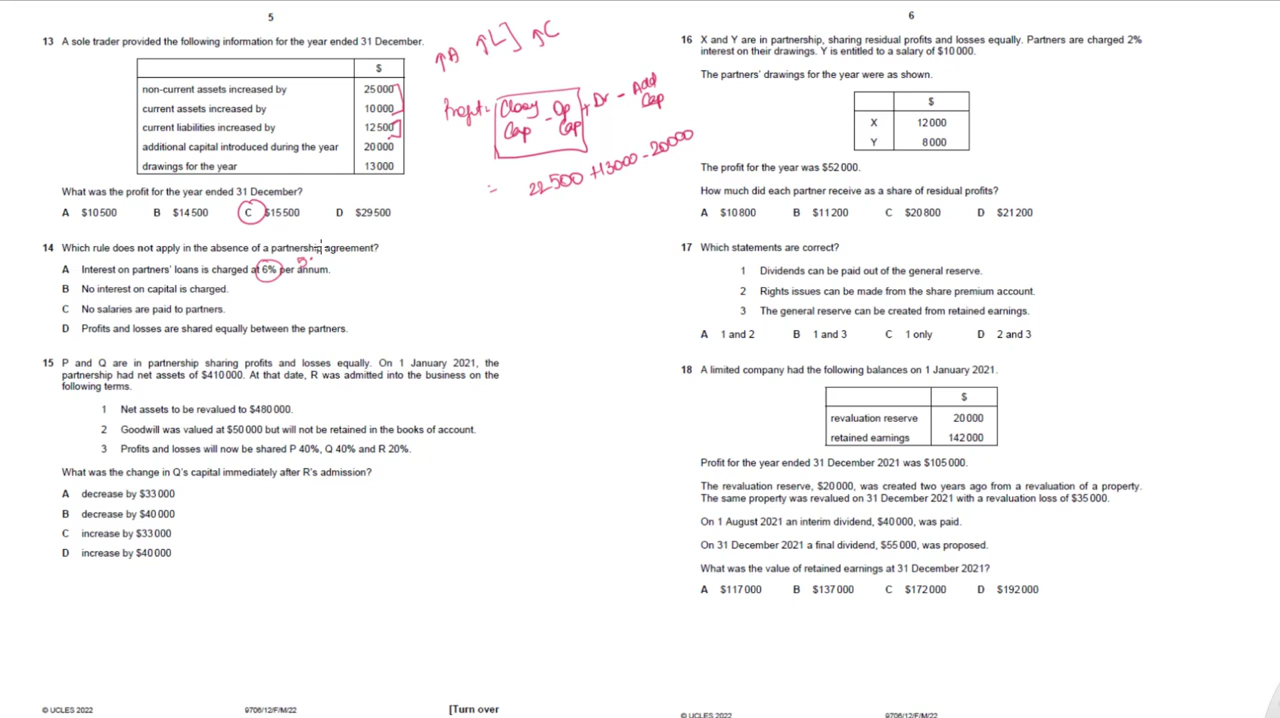 5
13 A sole trader provided the following information for the year ended 31 December.
$
non-current assets increased by 25 000
current assets increased by 10 000
current liabilities increased by 12 500
additional capital introduced during the year 20 000
drawings for the year 13 000
What was the profit for the year ended 31 December?
A $10 500 B $14 500 C $15 500 D $29 500
↑A ↑L] ↑C
Profit = Closing Cap - Op Cap + Dr - Add Cap
= 22500 + 13000 - 20000
14 Which rule does not apply in the absence of a partnership agreement?
A Interest on partners' loans is charged at 6% per annum.
5%
B No interest on capital is charged.
C No salaries are paid to partners.
D Profits and losses are shared equally between the partners.
15 P and Q are in partnership sharing profits and losses equally. On 1 January 2021, the
partnership had net assets of $410 000. At that date, R was admitted into the business on the
following terms.
1 Net assets to be revalued to $480 000.
2 Goodwill was valued at $50 000 but will not be retained in the books of account.
3 Profits and losses will now be shared P 40%, Q 40% and R 20%.
What was the change in Q's capital immediately after R's admission?
A decrease by $33 000
B decrease by $40 000
C increase by $33 000
D increase by $40 000
© UCLES 2022 9706/12/F/M/22 [Turn over
6
16 X and Y are in partnership, sharing residual profits and losses equally. Partners are charged 2%
interest on their drawings. Y is entitled to a salary of $10 000.
The partners' drawings for the year were as shown.
$
X 12 000
Y 8 000
The profit for the year was $52 000.
How much did each partner receive as a share of residual profits?
A $10 800 B $11 200 C $20 800 D $21 200
17 Which statements are correct?
1 Dividends can be paid out of the general reserve.
2 Rights issues can be made from the share premium account.
3 The general reserve can be created from retained earnings.
A 1 and 2 B 1 and 3 C 1 only D 2 and 3
18 A limited company had the following balances on 1 January 2021.
$
revaluation reserve 20 000
retained earnings 142 000
Profit for the year ended 31 December 2021 was $105 000.
The revaluation reserve, $20 000, was created two years ago from a revaluation of a property.
The same property was revalued on 31 December 2021 with a revaluation loss of $35 000.
On 1 August 2021 an interim dividend, $40 000, was paid.
On 31 December 2021 a final dividend, $55 000, was proposed.
What was the value of retained earnings at 31 December 2021?
A $117 000 B $137 000 C $172 000 D $192 000
© UCLES 2022 9706/12/F/M/22